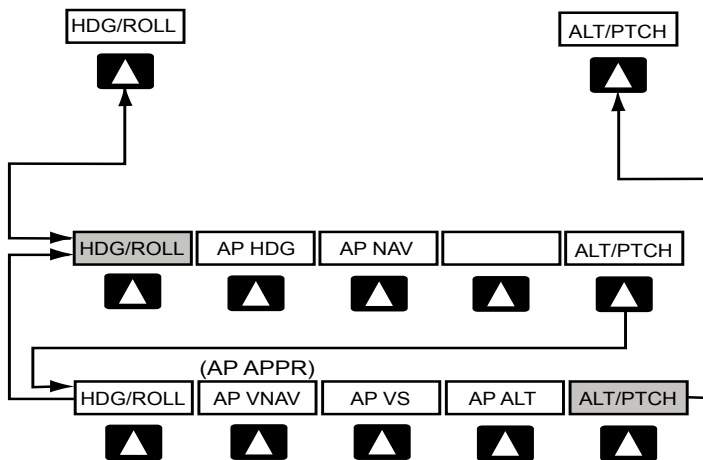 HDG/ROLL
ALT/PTCH
HDG/ROLL
AP HDG
AP NAV
ALT/PTCH
(AP APPR)
HDG/ROLL
AP VNAV
AP VS
AP ALT
ALT/PTCH